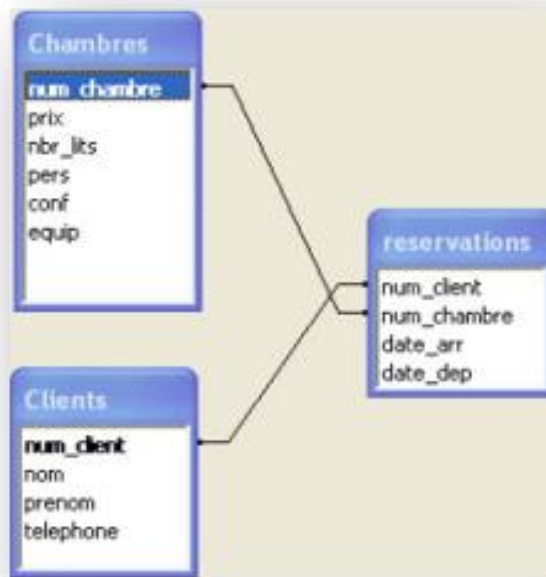 Chambres
num_chambre
prix
nbr_lits
pers
conf
equip
reservations
num_client
num_chambre
date_arr
date_dep
Clients
num_client
nom
prenom
telephone